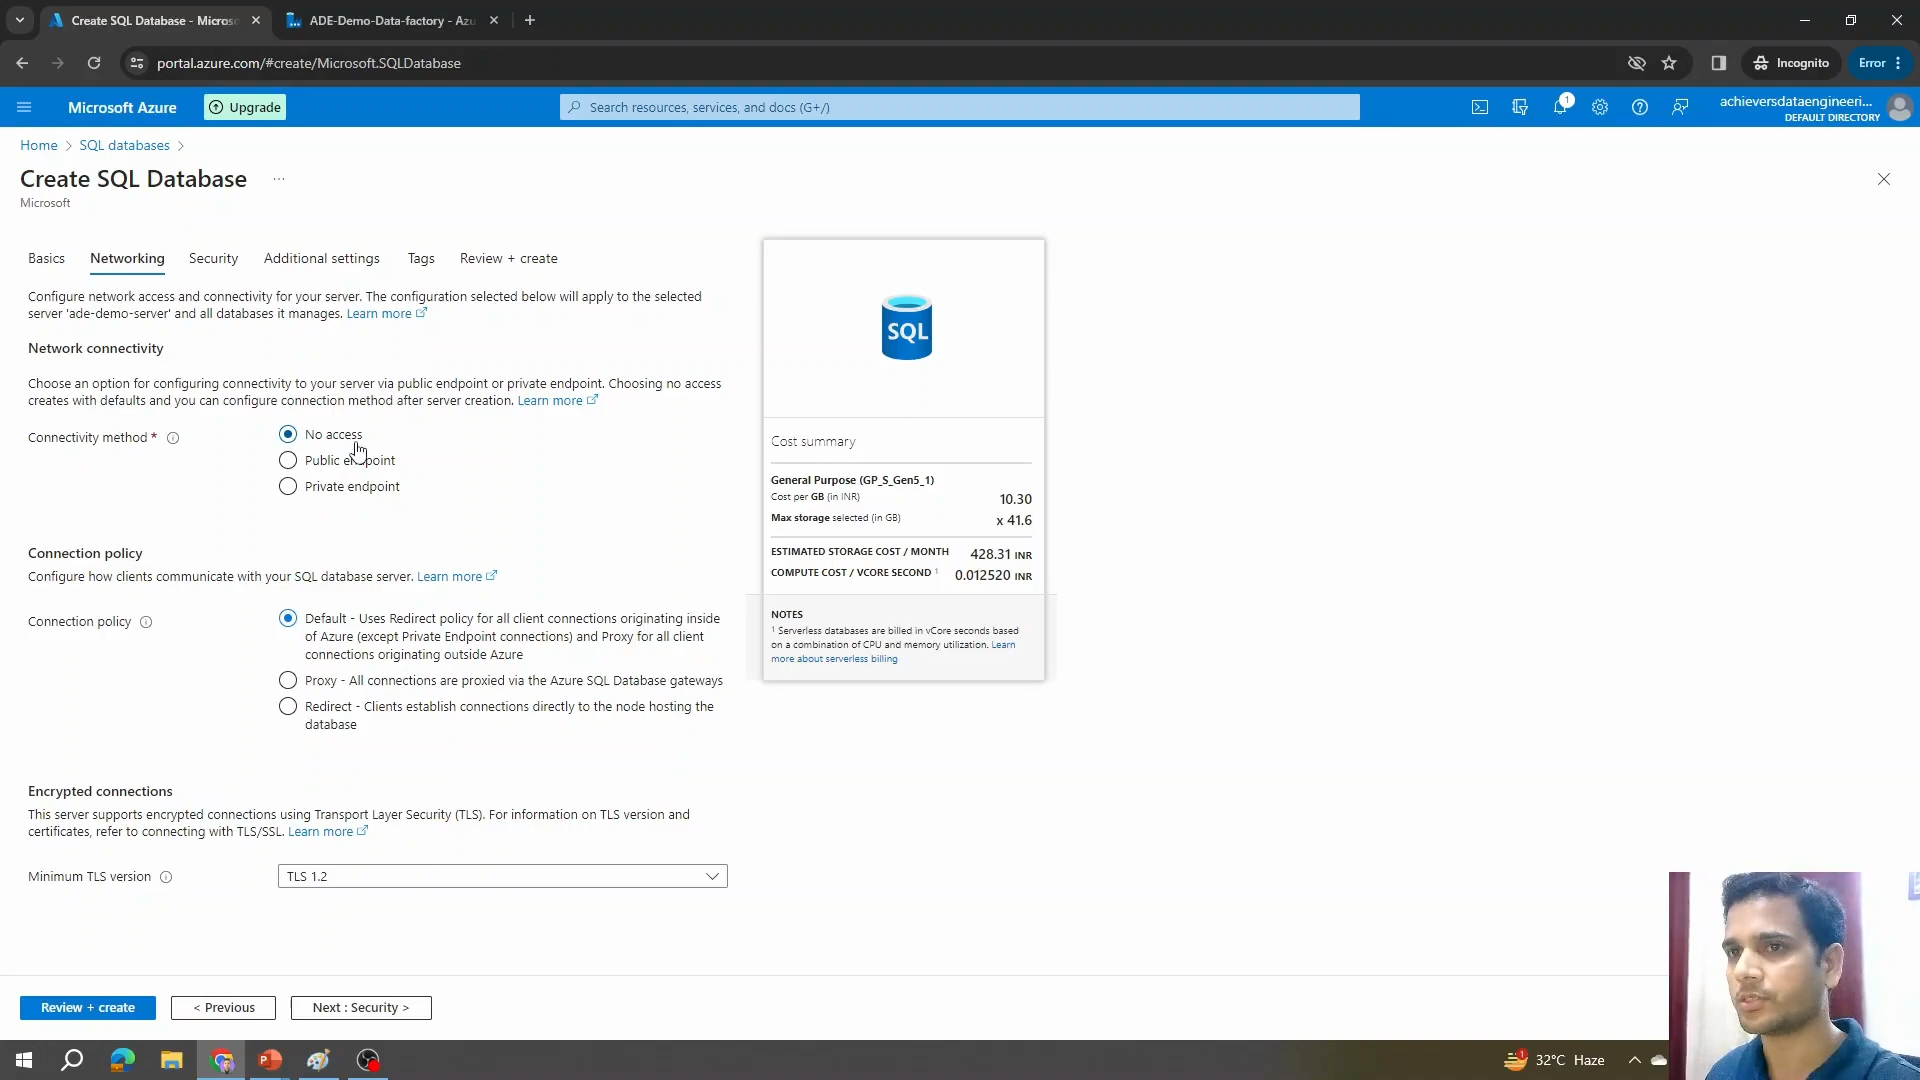 Create SQL Database - Micros
ADE-Demo-Data-factory - Azu
portal.azure.com/#create/Microsoft.SQLDatabase
Incognito
Error
Microsoft Azure
Upgrade
Search resources, services, and docs (G+/)
1
achieversdataengineeri...
DEFAULT DIRECTORY
Home > SQL databases >
Create SQL Database ...
Microsoft
Basics Networking Security Additional settings Tags Review + create
Configure network access and connectivity for your server. The configuration selected below will apply to the selected
server 'ade-demo-server' and all databases it manages. Learn more
Network connectivity
Choose an option for configuring connectivity to your server via public endpoint or private endpoint. Choosing no access
creates with defaults and you can configure connection method after server creation. Learn more
Connectivity method *
No access
Public endpoint
Private endpoint
Connection policy
Configure how clients communicate with your SQL database server. Learn more
Connection policy
Default - Uses Redirect policy for all client connections originating inside
of Azure (except Private Endpoint connections) and Proxy for all client
connections originating outside Azure
Proxy - All connections are proxied via the Azure SQL Database gateways
Redirect - Clients establish connections directly to the node hosting the
database
Encrypted connections
This server supports encrypted connections using Transport Layer Security (TLS). For information on TLS version and
certificates, refer to connecting with TLS/SSL. Learn more
Minimum TLS version
TLS 1.2
SQL
Cost summary
General Purpose (GP_S_Gen5_1)
Cost per GB (in INR) 10.30
Max storage selected (in GB) x 41.6
ESTIMATED STORAGE COST / MONTH 428.31 INR
COMPUTE COST / VCORE SECOND 1 0.012520 INR
NOTES
1 Serverless databases are billed in vCore seconds based
on a combination of CPU and memory utilization. Learn
more about serverless billing
Review + create
< Previous
Next : Security >
1
32°C Haze